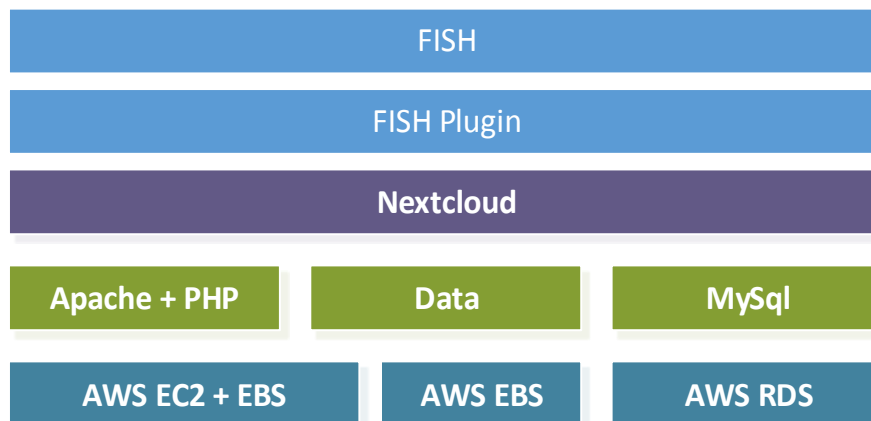 FISH
FISH Plugin
Nextcloud
Apache + PHP
Data
MySql
AWS EC2 + EBS
AWS EBS
AWS RDS